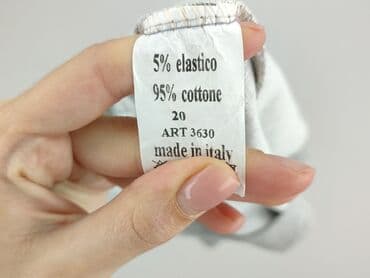 5% elastico
95% cottone
20
ART 3630
made in italy